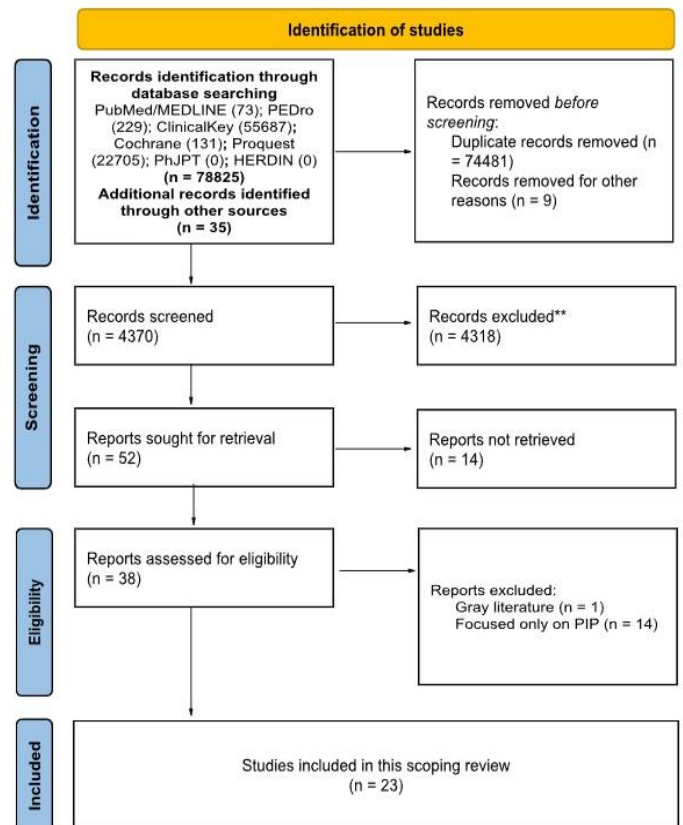 Identification of studies
Identification
Records identification through
database searching
PubMed/MEDLINE (73); PEDro
(229); ClinicalKey (55687);
Cochrane (131); Proquest
(22705); PhJPT (0); HERDIN (0)
(n = 78825)
Additional records identified
through other sources
(n = 35)
Records removed before
screening:
Duplicate records removed (n
= 74481)
Records removed for other
reasons (n = 9)
Screening
Records screened
(n = 4370)
Records excluded**
(n = 4318)
Reports sought for retrieval
(n = 52)
Reports not retrieved
(n = 14)
Eligibility
Reports assessed for eligibility
(n = 38)
Reports excluded:
Gray literature (n = 1)
Focused only on PIP (n = 14)
Included
Studies included in this scoping review
(n = 23)